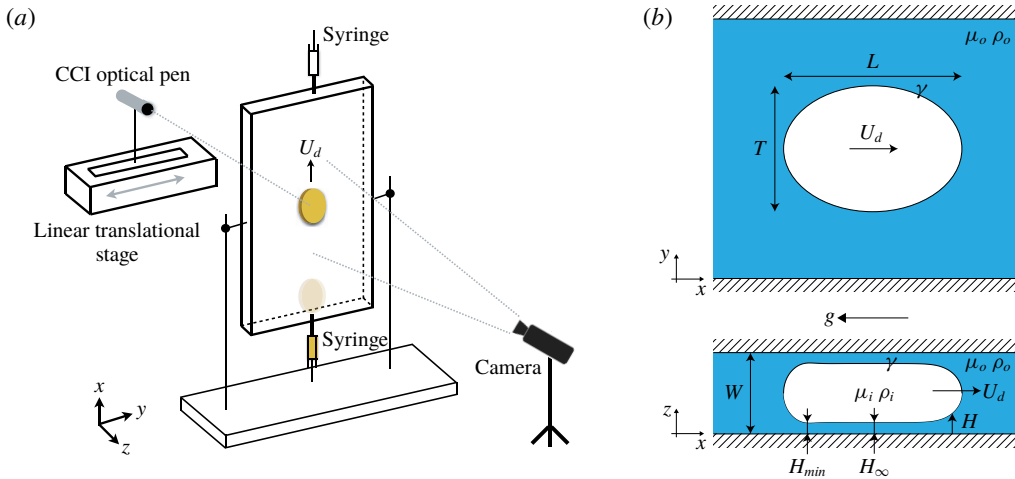 (a)
Syringe
CCI optical pen
U_d
Linear translational
stage
Syringe
Camera
x
y
z
(b)
μ_o ρ_o
L
γ
U_d
T
y
x
g
γ
μ_o ρ_o
W
μ_i ρ_i
U_d
z
H
x
H_min
H_∞